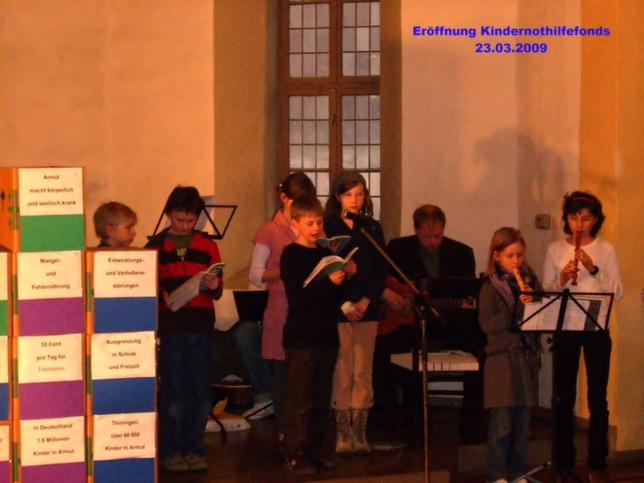 Eröffnung Kindernothilfefonds
23.03.2009
Armut
macht körperlich
und seelisch krank
Mangel-
und
Fehlernährung
Entwicklungs-
und Verhaltens-
störungen
55 Cent
pro Tag für
Ausgrenzung
in Schule
und Freizeit
in Deutschland
1,9 Millionen
Kinder in Armut
Thüringen
über 60 000
Kinder in Armut